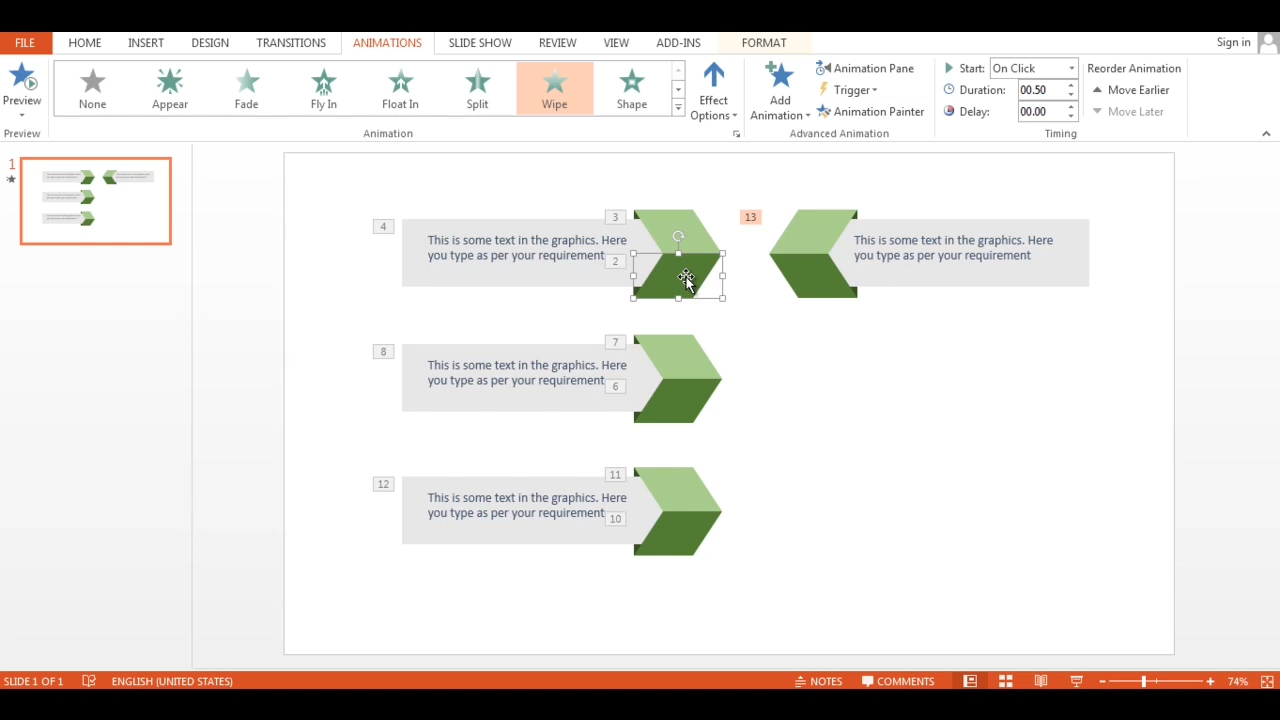 FILE HOME INSERT DESIGN TRANSITIONS ANIMATIONS SLIDE SHOW REVIEW VIEW ADD-INS FORMAT Sign in
Preview
None Appear Fade Fly In Float In Split Wipe Shape
Effect
Options
Add
Animation
Animation Pane
Trigger
Animation Painter
Start: On Click
Duration: 00.50
Delay: 00.00
Reorder Animation
Move Earlier
Move Later
Preview Animation Advanced Animation Timing
1
4
3
2
This is some text in the graphics. Here
you type as per your requirement
13
This is some text in the graphics. Here
you type as per your requirement
8
7
6
This is some text in the graphics. Here
you type as per your requirement
12
11
10
This is some text in the graphics. Here
you type as per your requirement
SLIDE 1 OF 1 ENGLISH (UNITED STATES) NOTES COMMENTS 74%